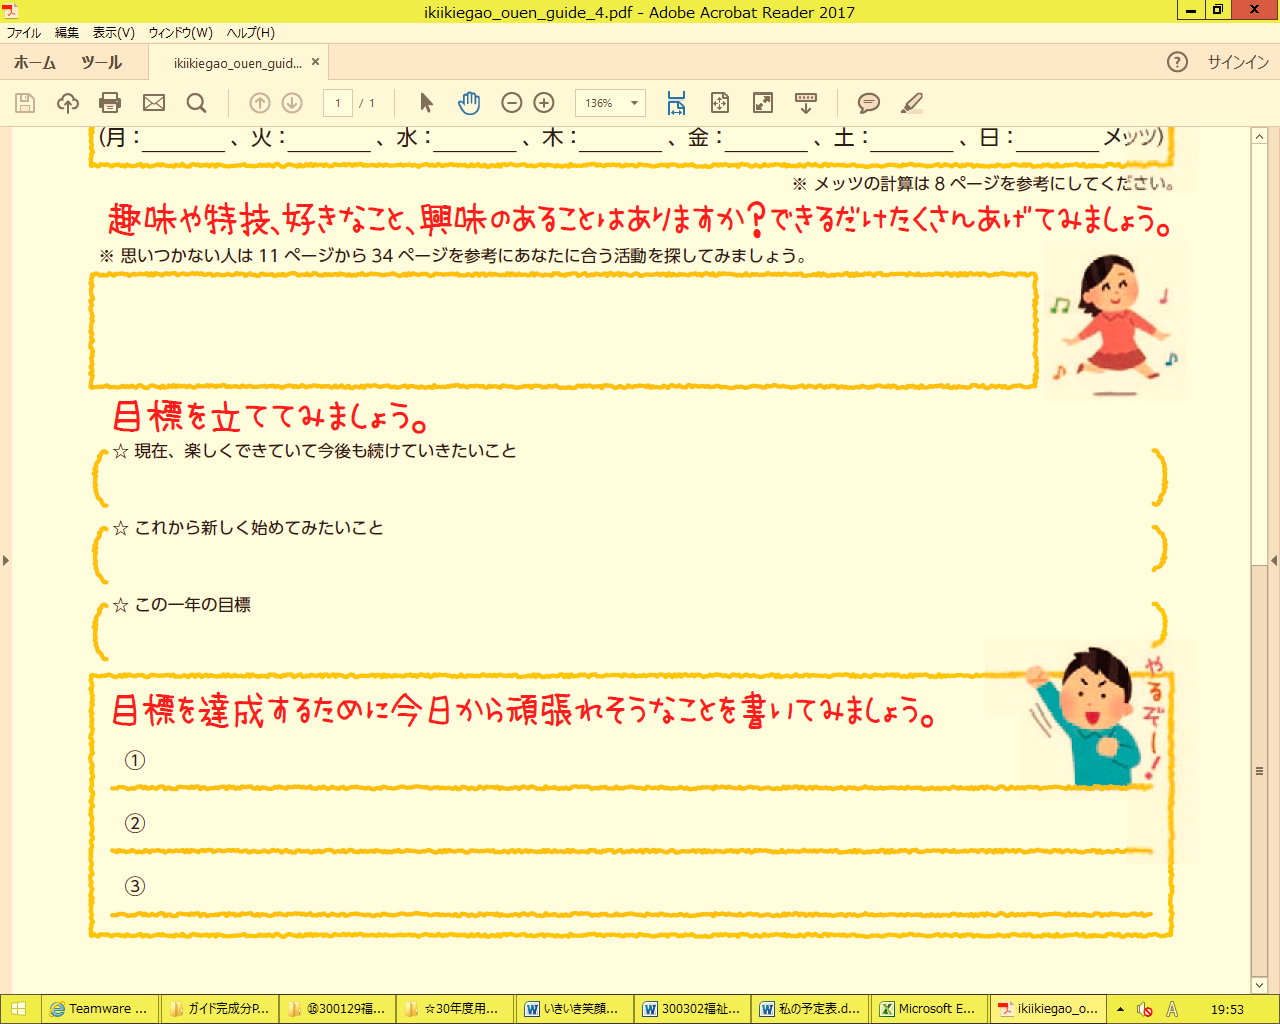 ikiikiegao_ouen_guide_4.pdf - Adobe Acrobat Reader 2017
ファイル 編集 表示(V) ウィンドウ(W) ヘルプ(H)
ホーム ツール ikiikiegao_ouen_guid... × ? サインイン
1 / 1 136%
(月： 、火： 、水： 、木： 、金： 、土： 、日： メッツ)
※ メッツの計算は 8 ページを参考にしてください。
趣味や特技、好きなこと、興味のあることはありますか？できるだけたくさんあげてみましょう。
※ 思いつかない人は 11 ページから 34 ページを参考にあなたに合う活動を探してみましょう。
目標を立ててみましょう。
☆ 現在、楽しくできていて今後も続けていきたいこと
☆ これから新しく始めてみたいこと
☆ この一年の目標
やるぞー！
目標を達成するために今日から頑張れそうなことを書いてみましょう。
①
②
③
Teamware ... ガイド完成分P... ⑯300129福... ☆30年度用... いきいき笑顔... 300302福祉... 私の予定表.d... Microsoft E... ikiikiegao_o... A 19:53